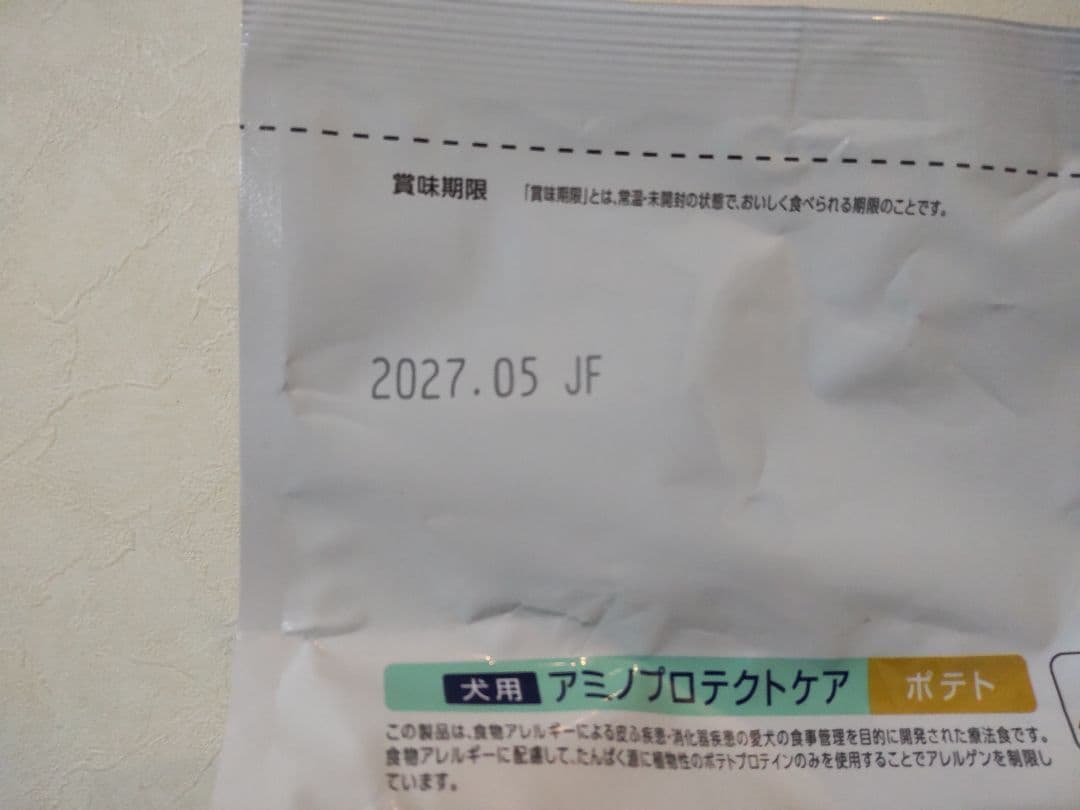 賞味期限 「賞味期限」とは、常温・未開封の状態で、おいしく食べられる期限のことです。
2027.05 JF
犬用 アミノプロテクトケア ポテト
この製品は、食物アレルギーによる皮ふ疾患・消化器疾患の愛犬の食事管理を目的に開発された療法食です。
食物アレルギーに配慮して、たんぱく源に植物性のポテトプロテインのみを使用することでアレルゲンを制限し
ています。